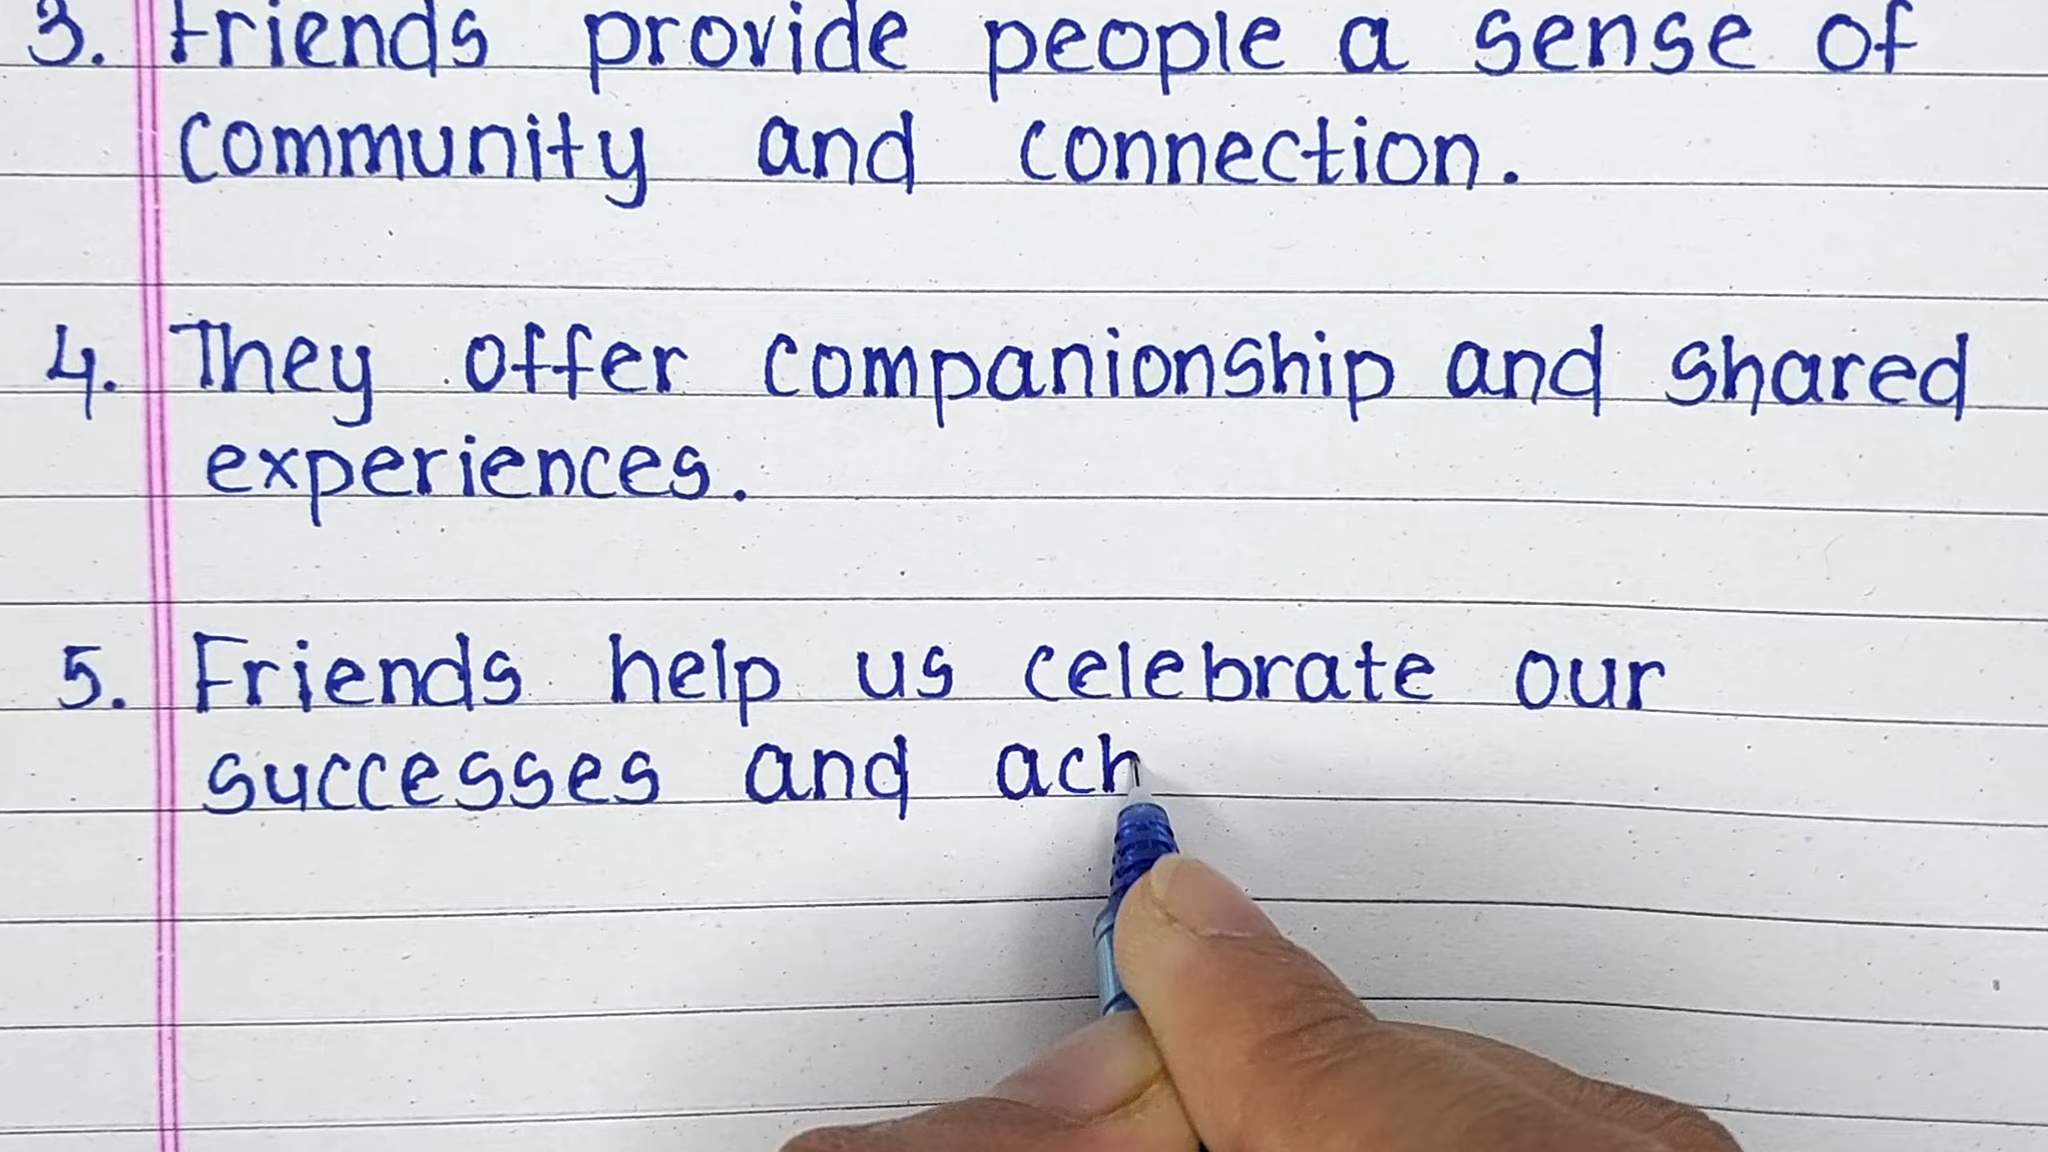 3. Friends provide people a sense of
community and connection.
4. They offer companionship and shared
experiences.
5. Friends help us celebrate our
successes and ach